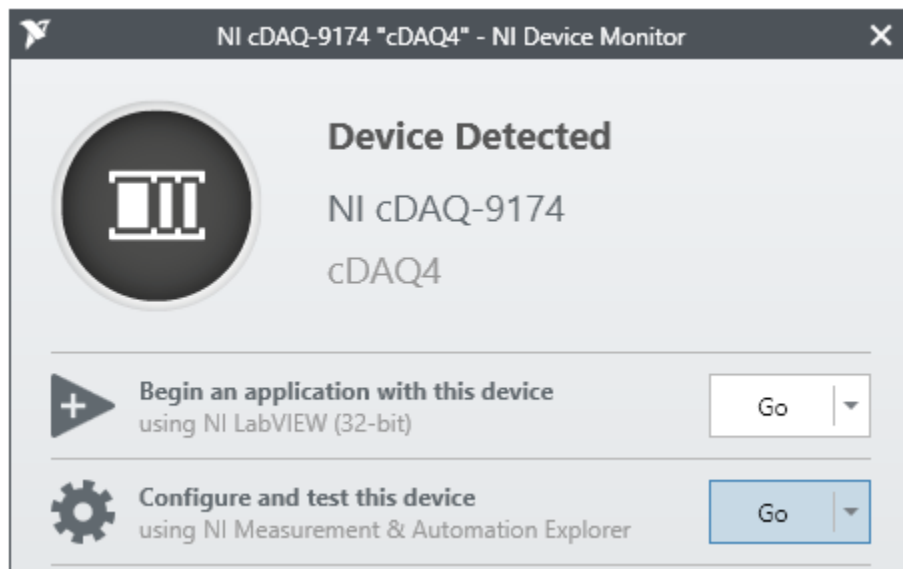 NI cDAQ-9174 "cDAQ4" - NI Device Monitor
Device Detected
NI cDAQ-9174
cDAQ4
Begin an application with this device
using NI LabVIEW (32-bit)
Go
Configure and test this device
using NI Measurement & Automation Explorer
Go